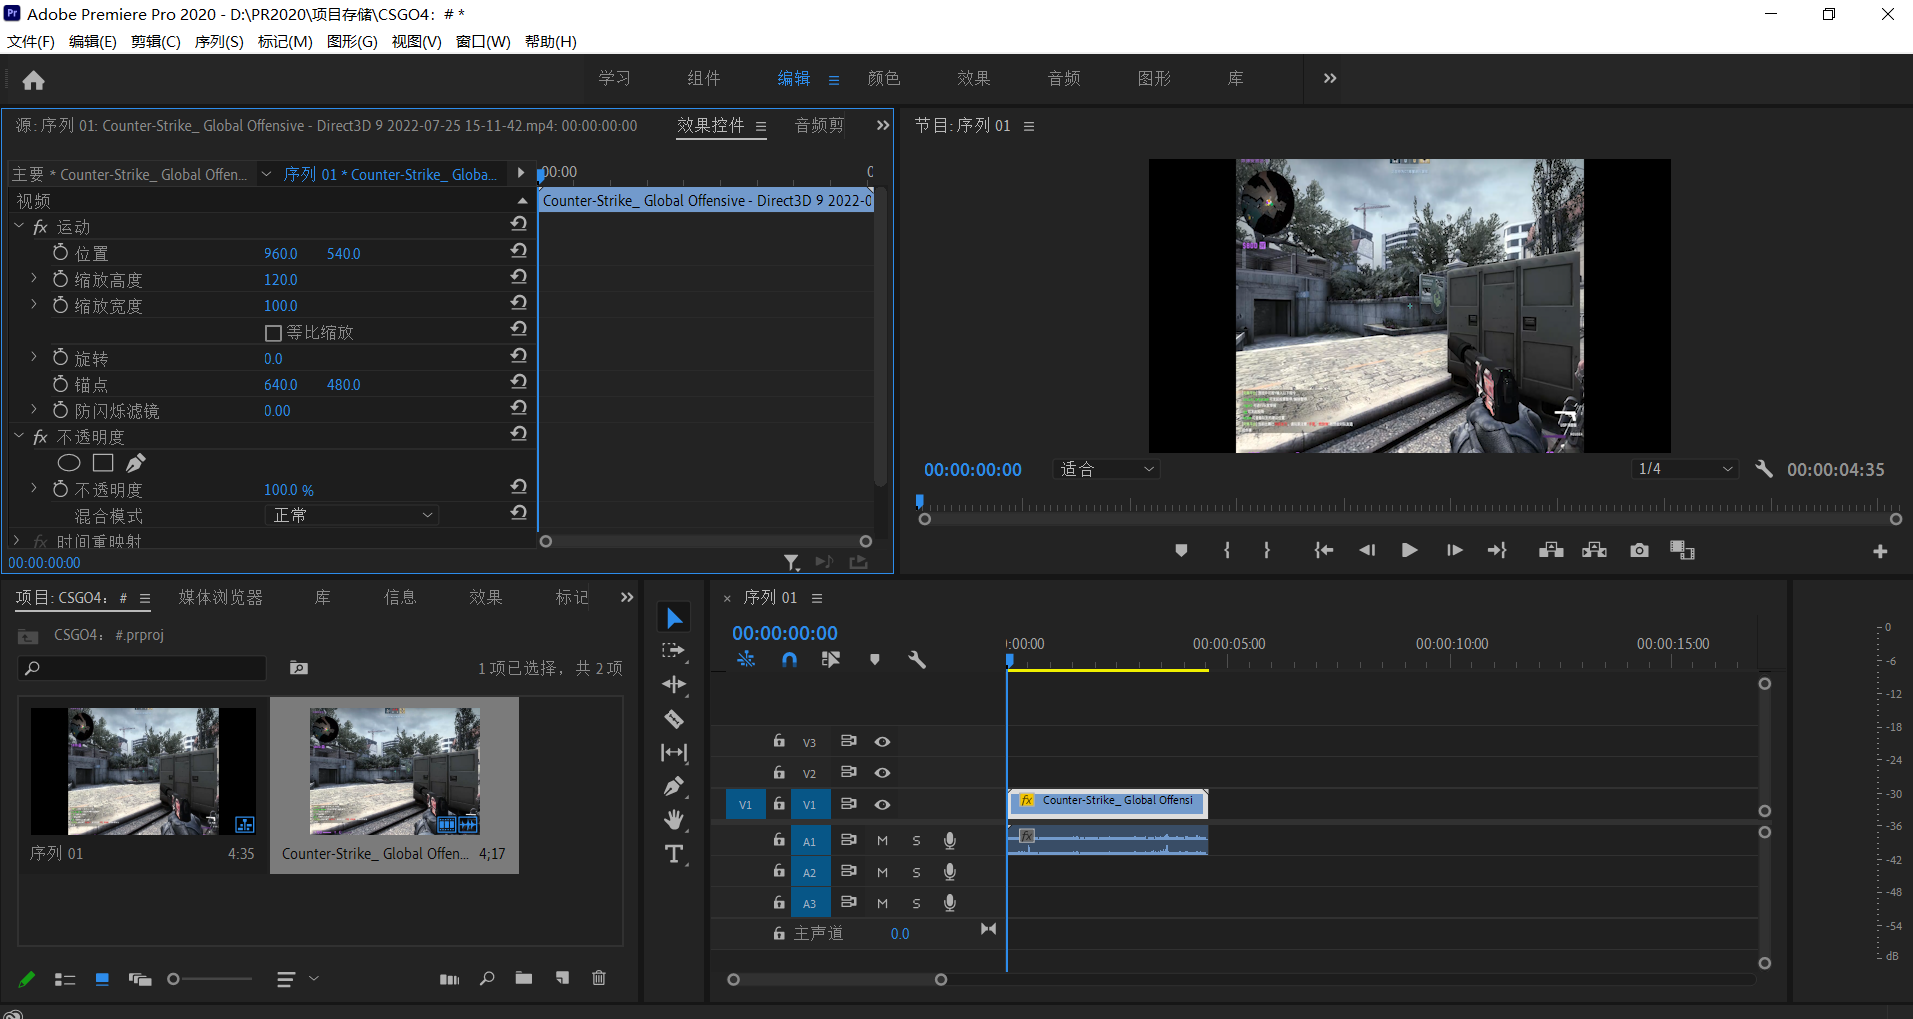 Adobe Premiere Pro 2020 - D:\PR2020\项目存储\CSGO4：# *
文件(F) 编辑(E) 剪辑(C) 序列(S) 标记(M) 图形(G) 视图(V) 窗口(W) 帮助(H)
学习 组件 编辑 颜色 效果 音频 图形 库
源: 序列 01: Counter-Strike_ Global Offensive - Direct3D 9 2022-07-25 15-11-42.mp4: 00:00:00:00 效果控件 音频剪
主要 * Counter-Strike_ Global Offen... 序列 01 * Counter-Strike_ Globa...
:00:00 0
视频
Counter-Strike_ Global Offensive - Direct3D 9 2022-0
fx 运动
位置 960.0 540.0
缩放高度 120.0
缩放宽度 100.0
等比缩放
旋转 0.0
锚点 640.0 480.0
防闪烁滤镜 0.00
fx 不透明度
不透明度 100.0 %
混合模式 正常
fx 时间重映射
00:00:00:00
节目: 序列 01
00:00:00:00 适合 1/4 00:00:04:35
项目: CSGO4：# 媒体浏览器 库 信息 效果 标记
CSGO4：#.prproj
1项已选择，共 2项
序列 01 4:35
Counter-Strike_ Global Offen... 4;17
× 序列 01
00:00:00:00
:00:00 00:00:05:00 00:00:10:00 00:00:15:00
V3
V2
V1 V1 fx Counter-Strike_ Global Offensi
A1 M S fx
A2 M S
A3 M S
主声道 0.0
T
0
-6
-12
-18
-24
-30
-36
-42
-48
-54
dB